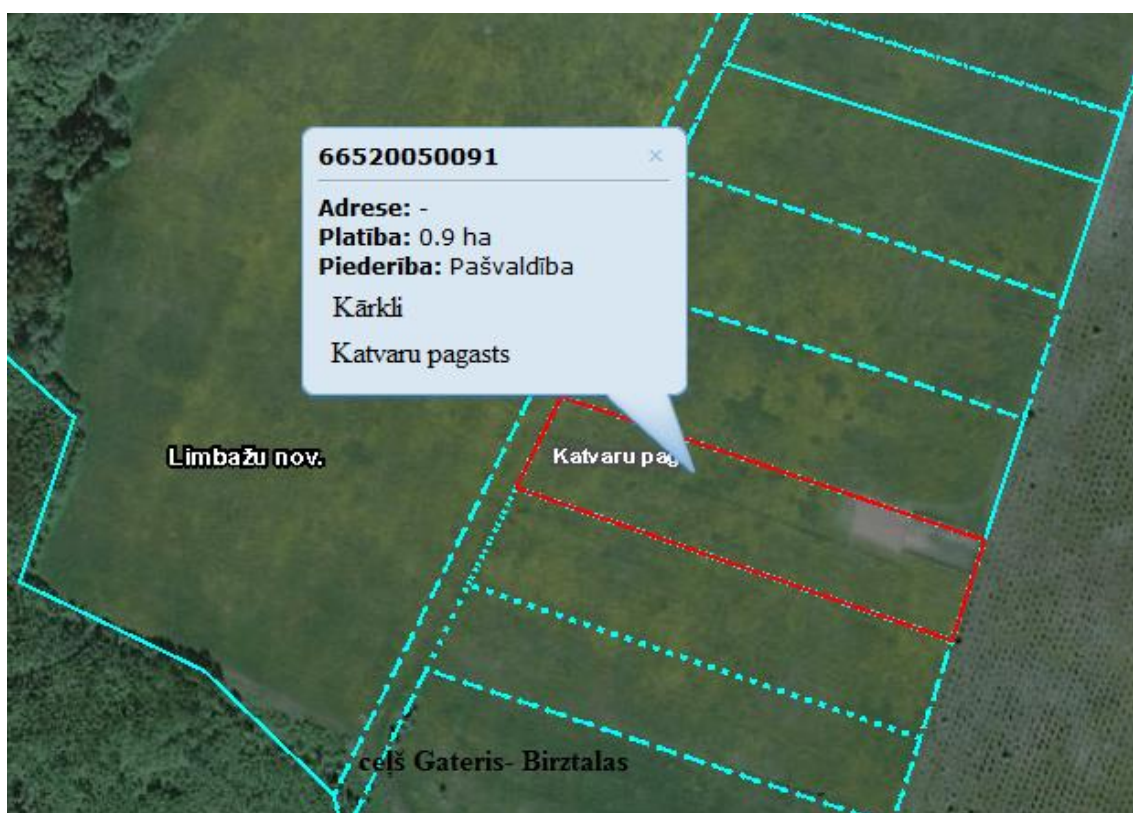 66520050091 ×
Adrese: -
Platība: 0.9 ha
Piederība: Pašvaldība
Kārkli
Katvaru pagasts
Limbažu nov.
Katvaru pag
ceļš Gateris- Birztalas